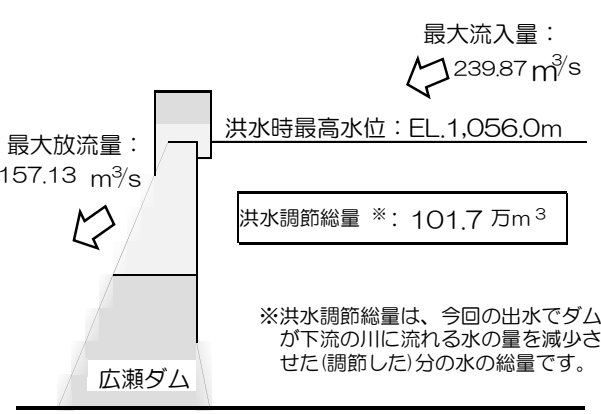 最大流入量：
239.87 m³/s
洪水時最高水位：EL.1,056.0m
最大放流量：
157.13 m³/s
洪水調節総量 ※： 101.7 万m³
※洪水調節総量は、今回の出水でダム
が下流の川に流れる水の量を減少さ
せた(調節した)分の水の総量です。
広瀬ダム